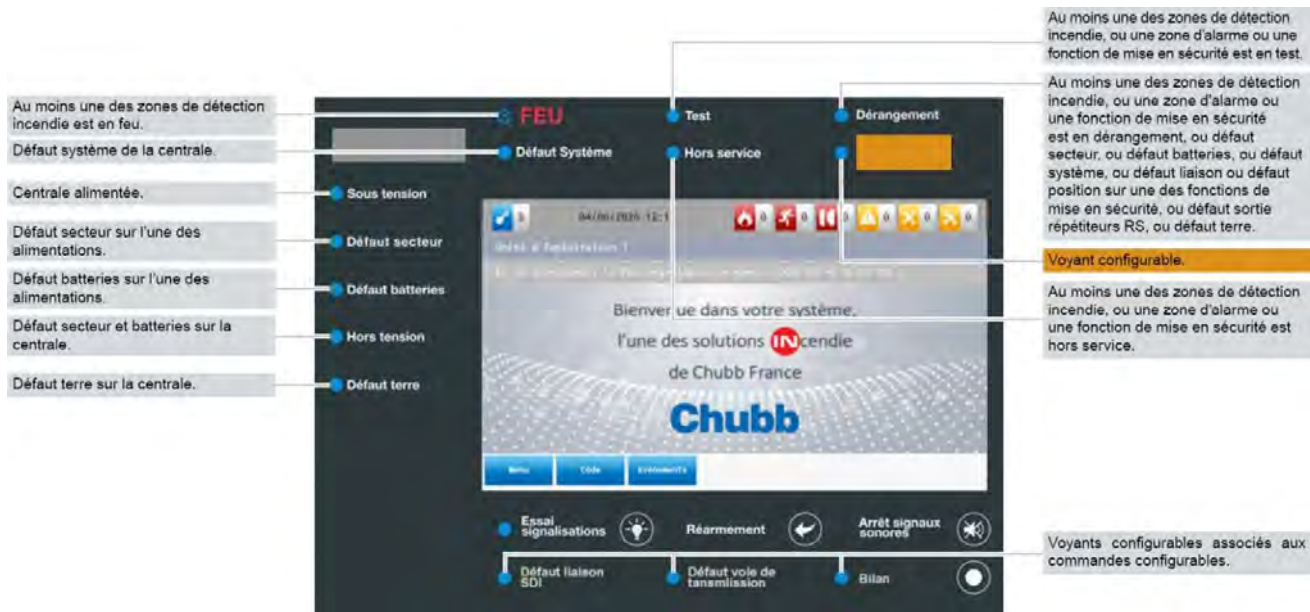 Au moins une des zones de détection
incendie, ou une zone d'alarme ou une
fonction de mise en sécurité est en test.
Au moins une des zones de détection
incendie est en feu.
Défaut système de la centrale.
Centrale alimentée.
Défaut secteur sur l'une des
alimentations.
Défaut batteries sur l'une des
alimentations.
Défaut secteur et batteries sur la
centrale.
Défaut terre sur la centrale.
FEU
Test
Dérangement
Défaut Système
Hors service
Sous tension
Défaut secteur
Défaut batteries
Hors tension
Défaut terre
Bienver ue dans votre système,
l'une des solutions INcendie
de Chubb France
Chubb
Menu
Code
Evénements
Essai
signalisations
Réarmement
Arrêt signaux
sonores
Défaut liaison
SDI
Défaut voie de
tansmission
Bilan
Au moins une des zones de détection
incendie, ou une zone d'alarme ou
une fonction de mise en sécurité
est en dérangement, ou défaut
secteur, ou défaut batteries, ou défaut
système, ou défaut liaison ou défaut
position sur une des fonctions de
mise en sécurité, ou défaut sortie
répétiteurs RS, ou défaut terre.
Voyant configurable.
Au moins une des zones de détection
incendie, ou une zone d'alarme ou
une fonction de mise en sécurité est
hors service.
Voyants configurables associés aux
commandes configurables.